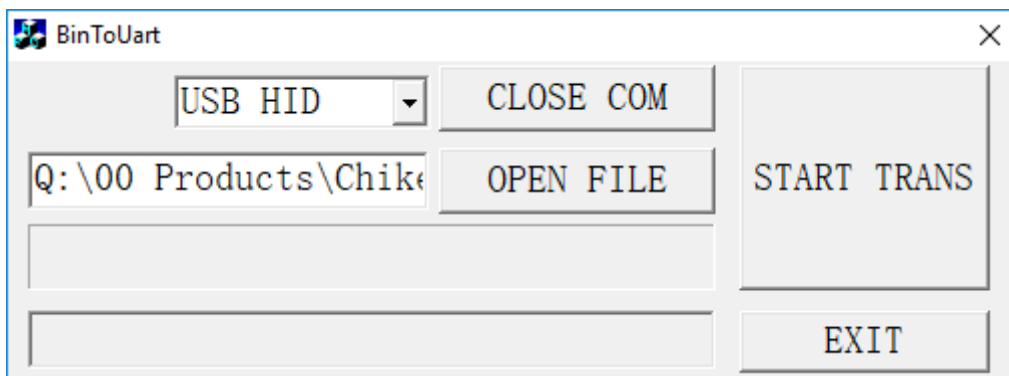 BinToUart
USB HID
CLOSE COM
Q:\00 Products\Chike
OPEN FILE
START TRANS
EXIT